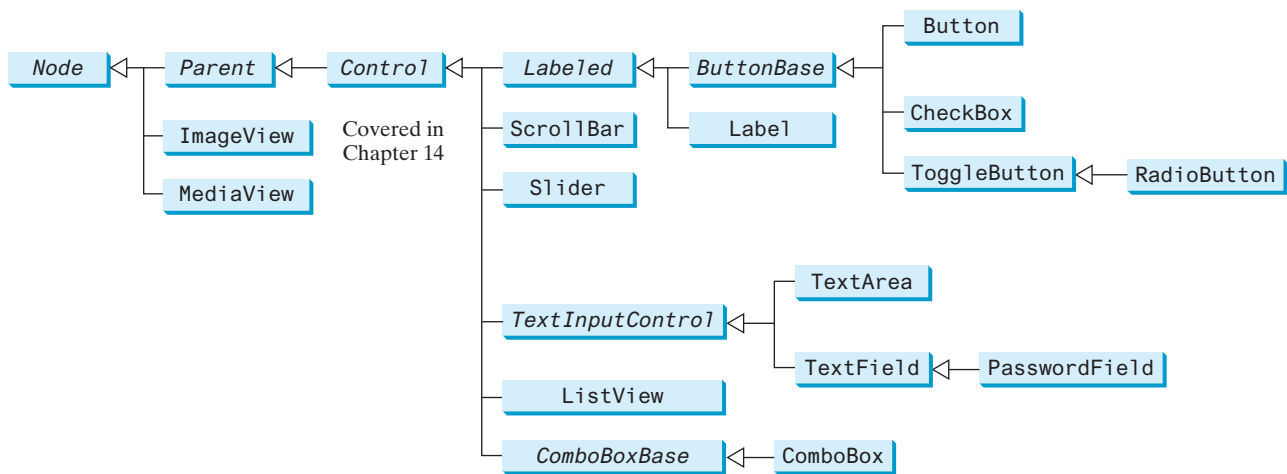 Button
Node
Parent
Control
Labeled
ButtonBase
ImageView
Covered in
Chapter 14
ScrollBar
Label
CheckBox
MediaView
Slider
ToggleButton
RadioButton
TextArea
TextInputControl
TextField
PasswordField
ListView
ComboBoxBase
ComboBox